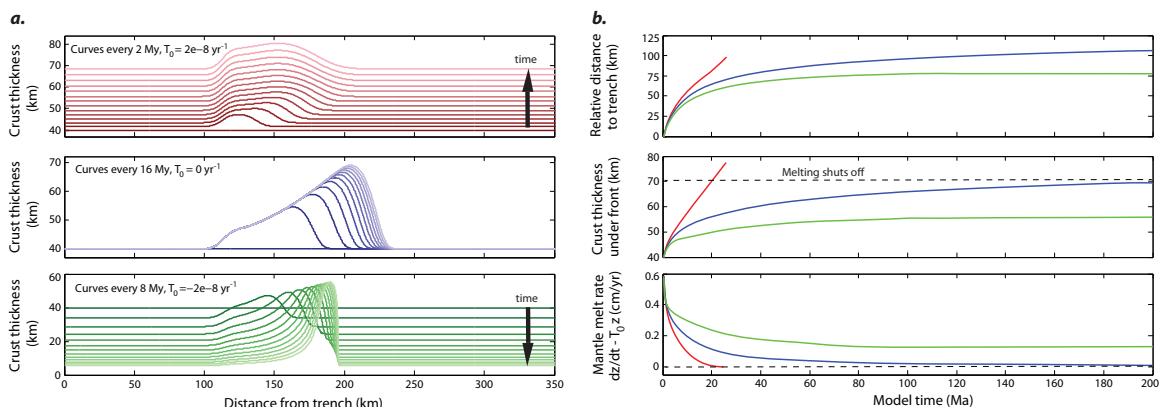 a.
Curves every 2 My, T0 = 2e-8 yr-1
time
Crust thickness
(km)
80
70
60
50
40
Curves every 16 My, T0 = 0 yr-1
Crust thickness
(km)
70
60
50
40
Curves every 8 My, T0 =-2e-8 yr-1
time
Crust thickness
(km)
60
40
20
0
0 50 100 150 200 250 300 350
Distance from trench (km)
b.
Relative distance
to trench (km)
125
100
75
50
25
0
Crust thickness
under front (km)
80
70
60
50
40
Melting shuts off
Mantle melt rate
dz/dt - T0 z (cm/yr)
0.6
0.4
0.2
0
0 20 40 60 80 100 120 140 160 180 200
Model time (Ma)